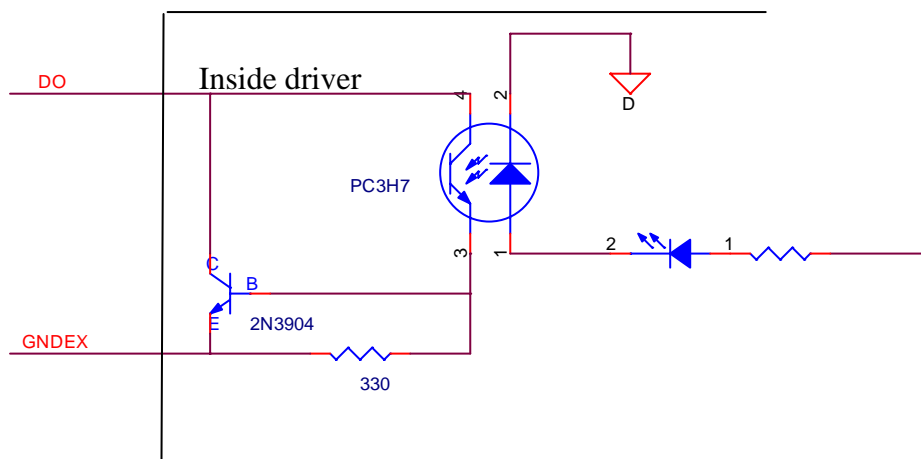 Inside driver
DO
4
2
D
PC3H7
3
1
2
1
C
B
E
2N3904
GNDEX
330